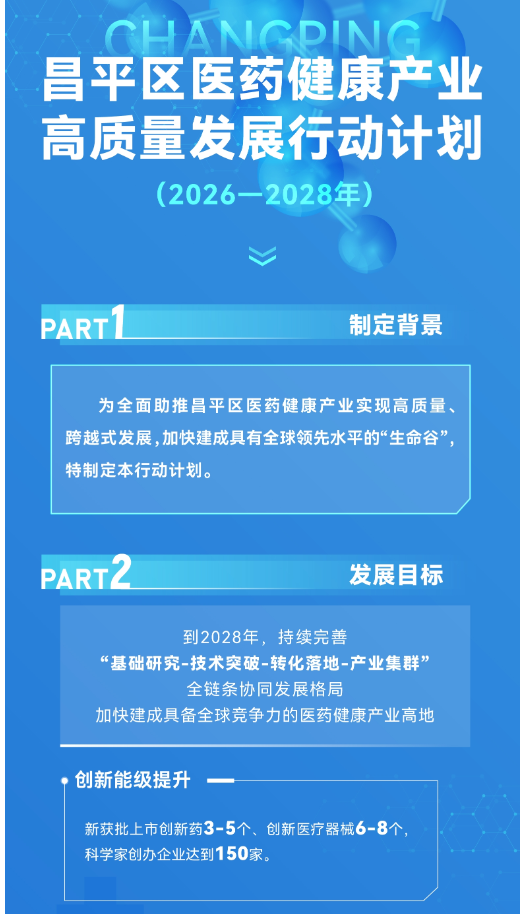 CHANGPING
昌平区医药健康产业
高质量发展行动计划
（2026—2028年）
PART1
制定背景
为全面助推昌平区医药健康产业实现高质量、
跨越式发展，加快建成具有全球领先水平的“生命谷”，
特制定本行动计划。
PART2
发展目标
到2028年，持续完善
“基础研究-技术突破-转化落地-产业集群”
全链条协同发展格局
加快建成具备全球竞争力的医药健康产业高地
创新能级提升
新获批上市创新药3-5个、创新医疗器械6-8个，
科学家创办企业达到150家。